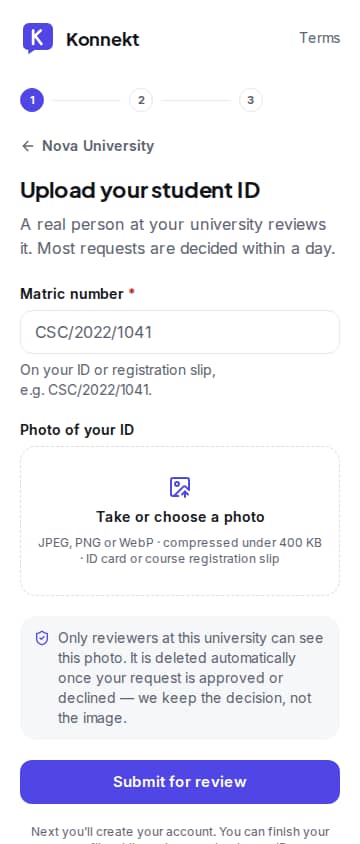 Konnekt
Terms
1
2
3
Nova University
Upload your student ID
A real person at your university reviews
it. Most requests are decided within a day.
Matric number *
CSC/2022/1041
On your ID or registration slip,
e.g. CSC/2022/1041.
Photo of your ID
Take or choose a photo
JPEG, PNG or WebP · compressed under 400 KB
· ID card or course registration slip
Only reviewers at this university can see
this photo. It is deleted automatically
once your request is approved or
declined — we keep the decision, not
the image.
Submit for review
Next you'll create your account. You can finish your